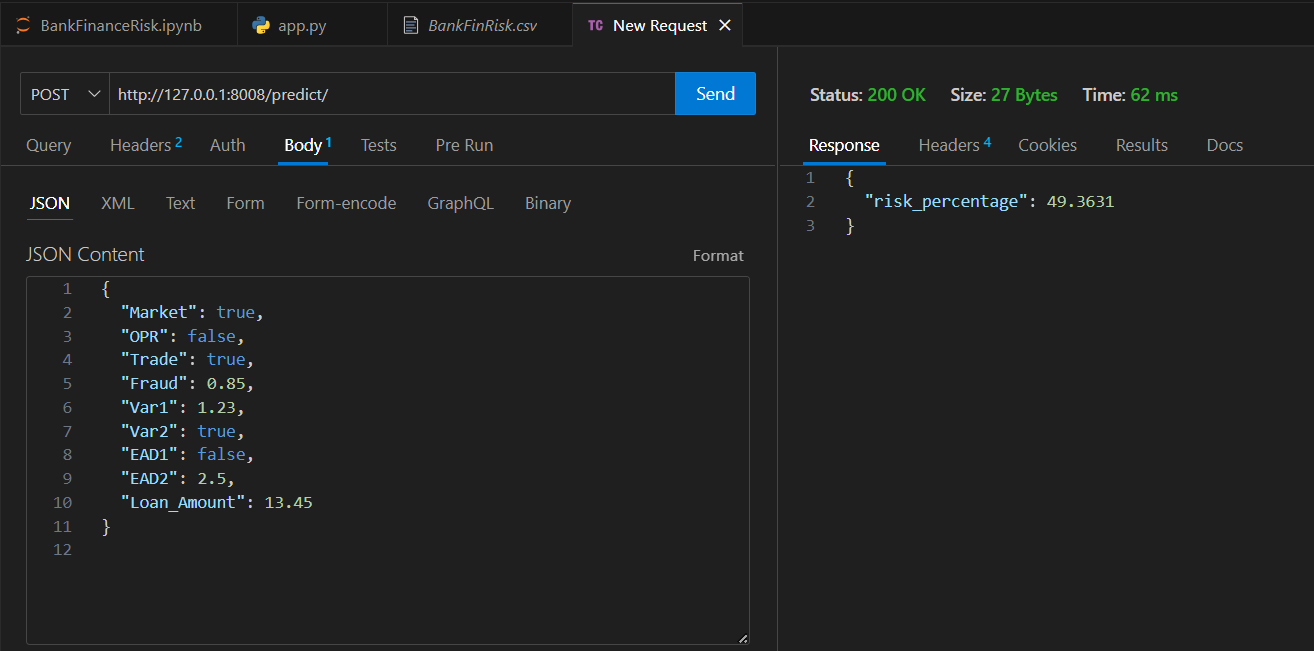 BankFinanceRisk.ipynb app.py BankFinRisk.csv TC New Request
POST http://127.0.0.1:8008/predict/ Send
Query Headers 2 Auth Body 1 Tests Pre Run
JSON XML Text Form Form-encode GraphQL Binary
JSON Content Format
1 {
2 "Market": true,
3 "OPR": false,
4 "Trade": true,
5 "Fraud": 0.85,
6 "Var1": 1.23,
7 "Var2": true,
8 "EAD1": false,
9 "EAD2": 2.5,
10 "Loan_Amount": 13.45
11 }
12
Status: 200 OK Size: 27 Bytes Time: 62 ms
Response Headers 4 Cookies Results Docs
1 {
2 "risk_percentage": 49.3631
3 }